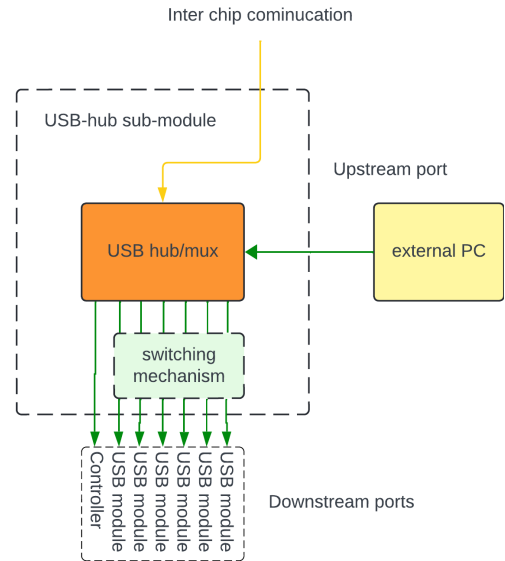 Inter chip cominucation
USB-hub sub-module
Upstream port
USB hub/mux
external PC
switching
mechanism
Controller
USB module
USB module
USB module
USB module
USB module
USB module
Downstream ports